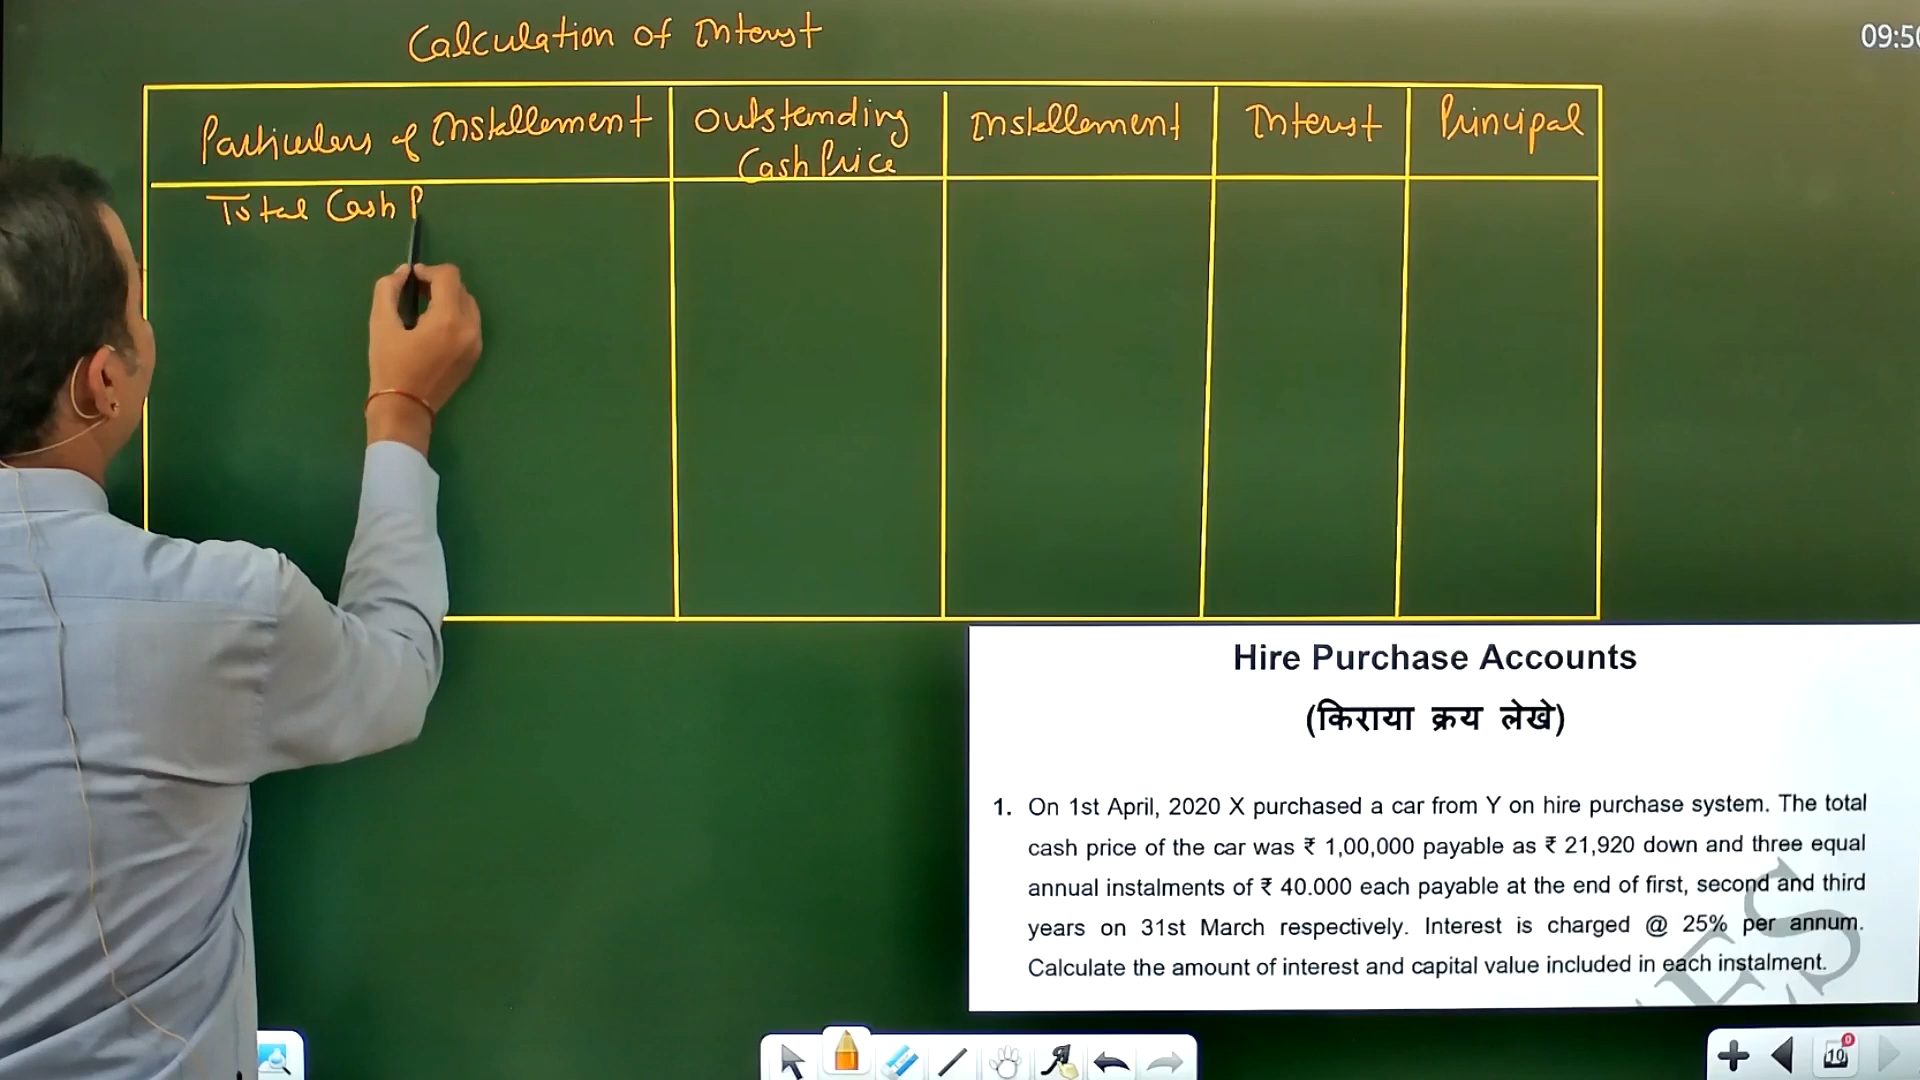 Calculation of Interest
09:50
Particulars of Installement
Outstanding Cash Price
Installement
Interest
Principal
Total Cash P
Hire Purchase Accounts
(किराया क्रय लेखे)
1. On 1st April, 2020 X purchased a car from Y on hire purchase system. The total
cash price of the car was ₹ 1,00,000 payable as ₹ 21,920 down and three equal
annual instalments of ₹ 40.000 each payable at the end of first, second and third
years on 31st March respectively. Interest is charged @ 25% per annum.
Calculate the amount of interest and capital value included in each instalment.
10
0